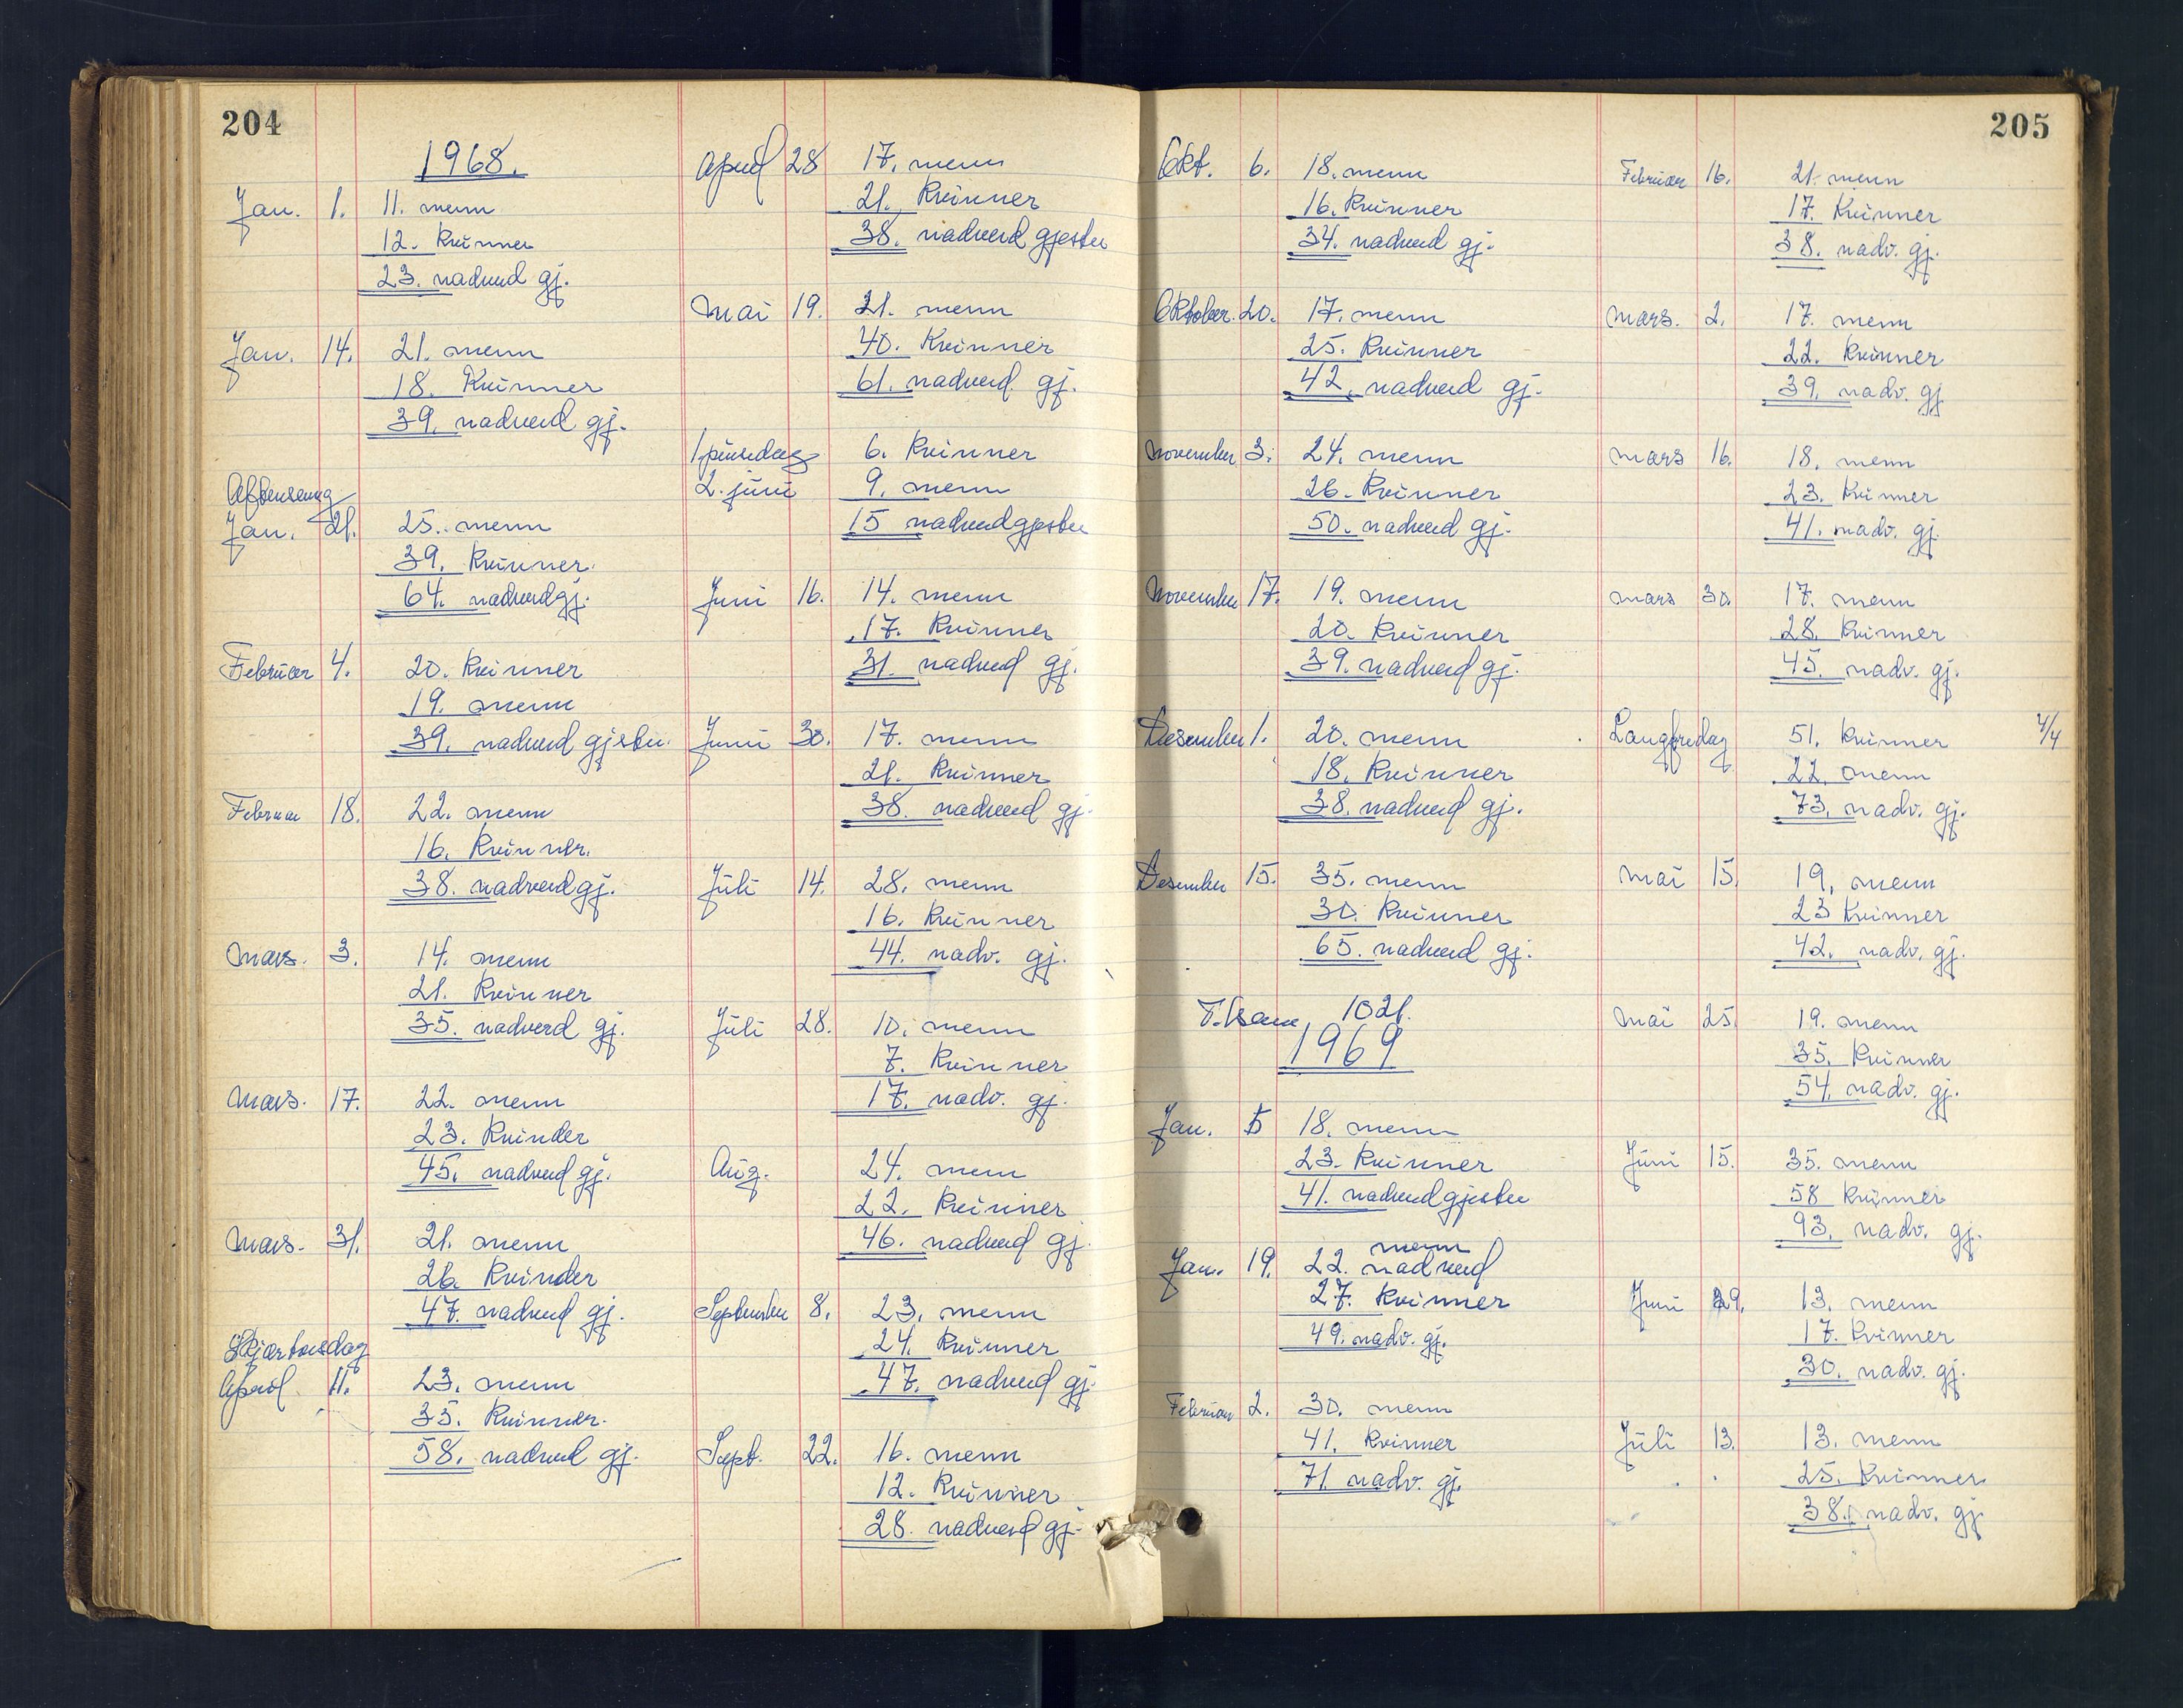 204
1968.
Jan. 1. 11. menn
12. Kvinner
23. nadverd gj.
Jan. 14. 21. menn
18. Kvinner
39. nadverd gj.
Aftensang
Jan. 21. 25. menn
39. Kvinner.
64. nadverdgj.
Februar 4. 20. Kvinner
19. menn
39. nadverd gjster.
Februar 18. 22. menn
16. Kvinner.
38. nadverdgj.
Mars. 3. 14. menn
21. Kvinner
35. nadverd gj.
Mars. 17. 22. menn
23. Kvinder
45. nadverd gj.
Mars. 31. 21. menn
26. Kvinder
47. nadverd gj.
Skjærtorsdag
April 11. 23. menn
35. Kvinner.
58. nadverd gj.
April 28 17. menn
21. Kvinner
38. nadverd gjester
Mai 19. 21. menn
40. Kvinner
61. nadverd gj.
1 pinsedag 6. Kvinner
2. juni 9. menn
15 nadverdgjester
Juni 16. 14. menn
17. Kvinner
31. nadverd gj.
Juni 30. 17. menn
21. Kvinner
38. nadverd gj.
Júli 14. 28. menn
16. Kvinner
44. nadv. gj.
Júli 28. 10. menn
7. Kvinner
17. nadv. gj.
Aug. 24. menn
22. Kvinner
46. nadverd gj.
September 8. 23. menn
24. Kvinner
47. nadverd gj.
Sept. 22. 16. menn
12. Kvinner
28. nadverd gj.
205
Okt. 6. 18. menn
16. Kvinner
34. nadverd gj.
Oktober. 20. 17. menn
25. Kvinner
42. nadverd gj.
November 3. 24. menn
26. Kvinner
50. nadverd gj.
November 17. 19. menn
20. Kvinner
39. nadverd gj.
Desember 1. 20. menn
18. Kvinner
38. nadverd gj.
Desember 15. 35. menn
30. Kvinner
65. nadverd gj.
1021.
1969
Jan. 5 18. menn
23. Kvinner
41. nadverdgjester
menn
Jan. 19. 22. nadverd
27. Kvinner
49. nadv. gj.
Februar 2. 30. menn
41. Kvinner
71. nadv. gj.
Februar 16. 21. menn
17. Kvinner
38. nadv. gj.
Mars. 2. 17. menn
22. Kvinner
39. nadv. gj
Mars 16. 18. menn
23. Kvinner
41. nadv. gj.
Mars 30. 17. menn
28. Kvinner
45. nadv. gj.
Langfredag 51. Kvinner 4/4
22. menn
73. nadv. gj.
Mai 15. 19. menn
23 Kvinner
42. nadv. gj.
Mai 25. 19. menn
35. Kvinner
54. nadv. gj.
Júni 15. 35. menn
58 Kvinner
93. nadv. gj.
Juni 29. 13. menn
17. Kvinner
30. nadv. gj.
Júli 13. 13. menn
25. Kvinner
38. nadv. gj